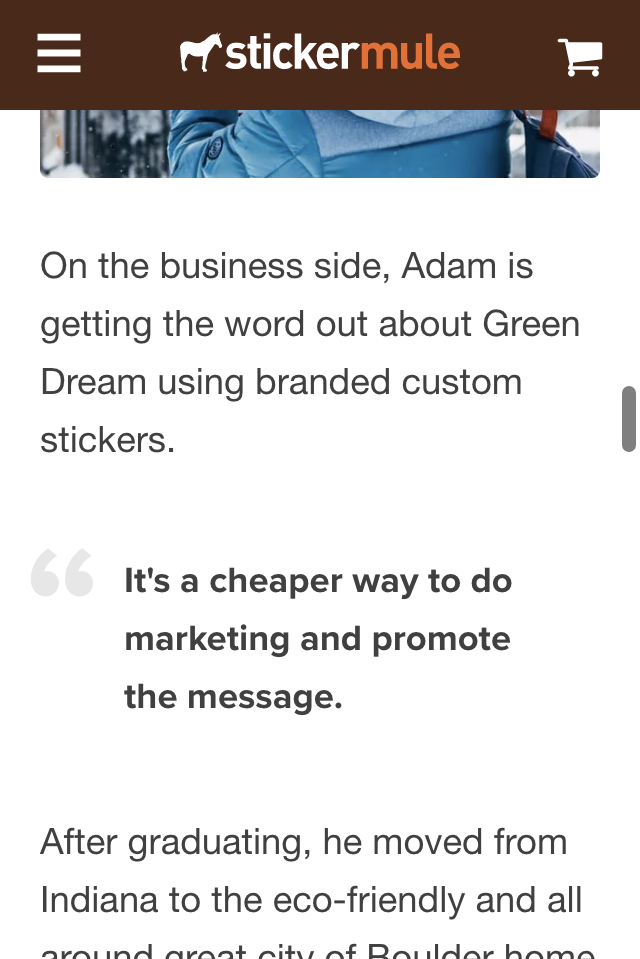 stickermule
On the business side, Adam is
getting the word out about Green
Dream using branded custom
stickers.
“
It's a cheaper way to do
marketing and promote
the message.
After graduating, he moved from
Indiana to the eco-friendly and all
around great city of Boulder home